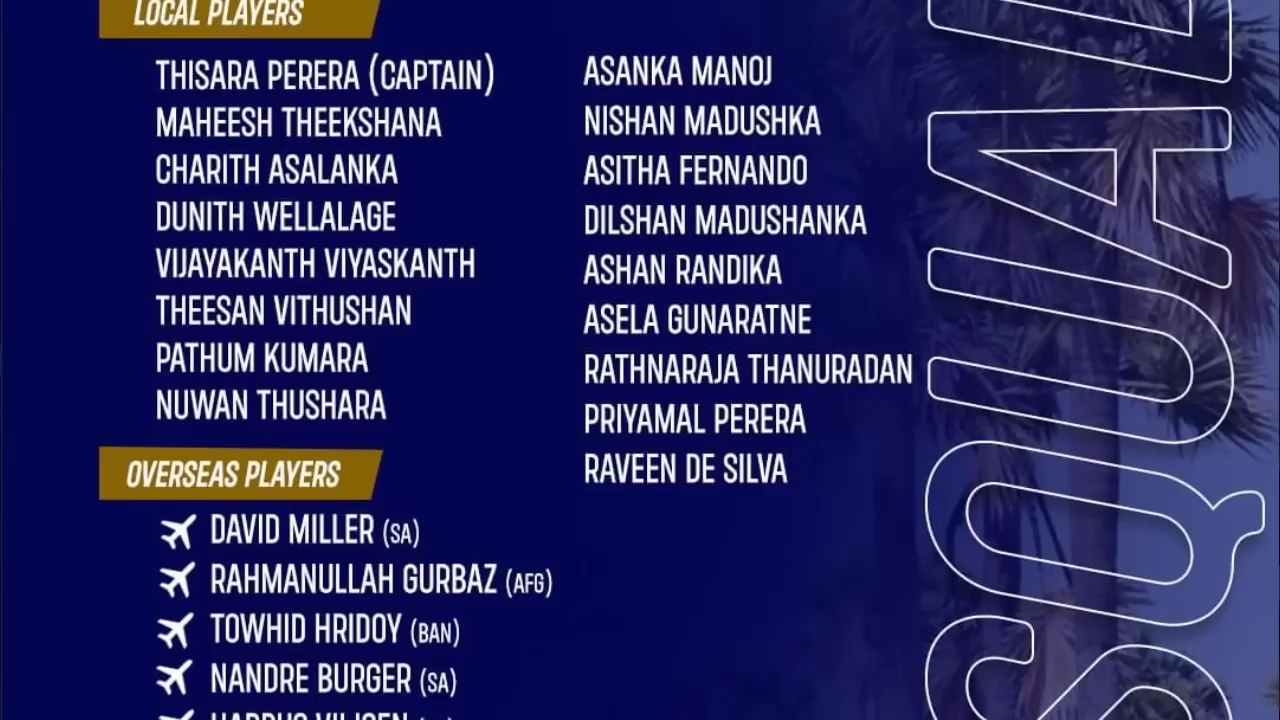 LOCAL PLAYERS
THISARA PERERA (CAPTAIN)
MAHEESH THEEKSHANA
CHARITH ASALANKA
DUNITH WELLALAGE
VIJAYAKANTH VIYASKANTH
THEESAN VITHUSHAN
PATHUM KUMARA
NUWAN THUSHARA
ASANKA MANOJ
NISHAN MADUSHKA
ASITHA FERNANDO
DILSHAN MADUSHANKA
ASHAN RANDIKA
ASELA GUNARATNE
RATHNARAJA THANURADAN
PRIYAMAL PERERA
RAVEEN DE SILVA
OVERSEAS PLAYERS
DAVID MILLER (SA)
RAHMANULLAH GURBAZ (AFG)
TOWHID HRIDOY (BAN)
NANDRE BURGER (SA)
SQUAD